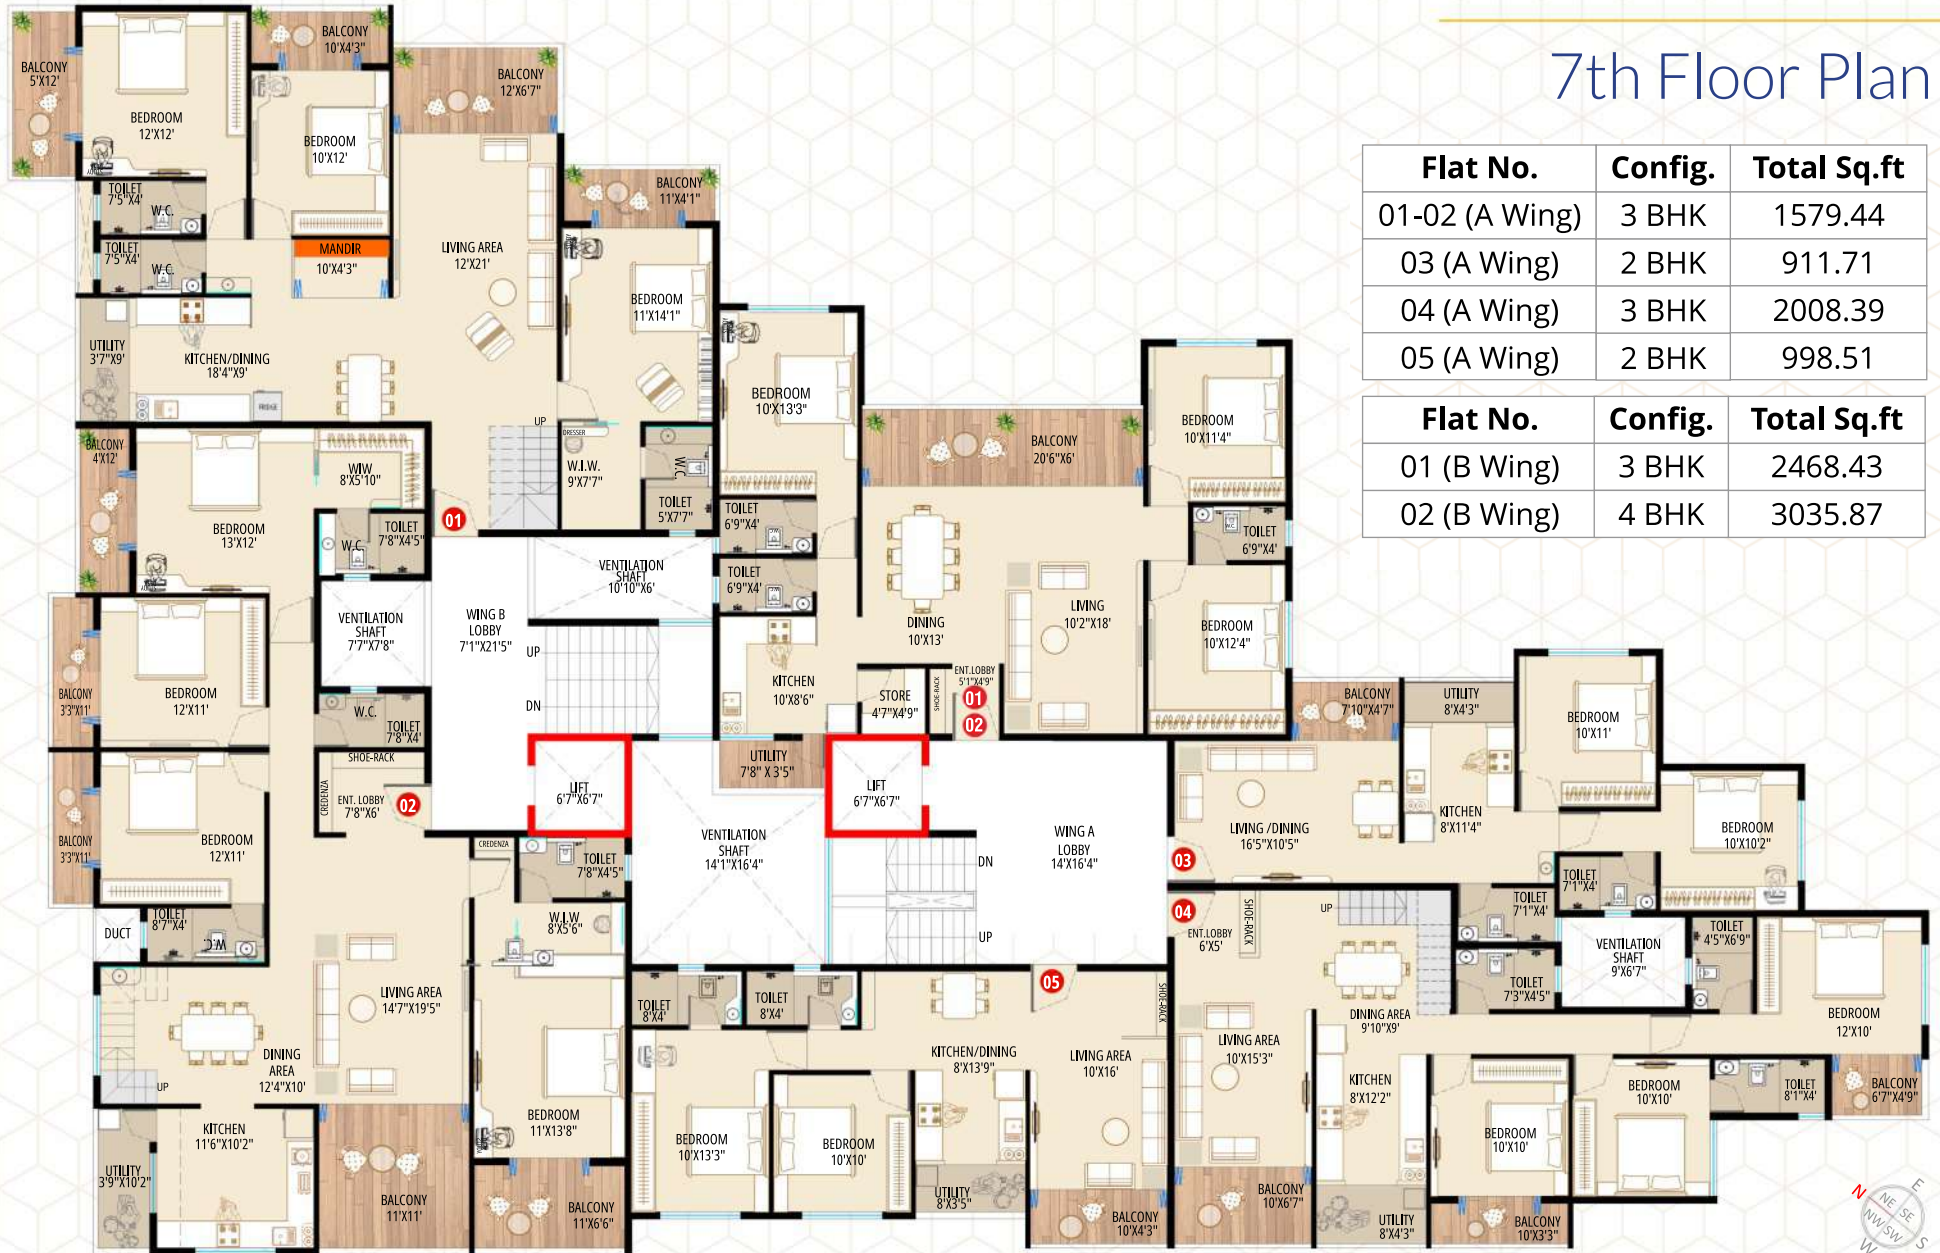 7th Floor Plan
Flat No. Config. Total Sq.ft
01-02 (A Wing) 3 BHK 1579.44
03 (A Wing) 2 BHK 911.71
04 (A Wing) 3 BHK 2008.39
05 (A Wing) 2 BHK 998.51
Flat No. Config. Total Sq.ft
01 (B Wing) 3 BHK 2468.43
02 (B Wing) 4 BHK 3035.87
BALCONY
5'X12'
BEDROOM
12'X12'
BALCONY
10'X4'3"
BEDROOM
10'X12'
BALCONY
12'X6'7"
TOILET
7'5"X4'
W.C.
TOILET
7'5"X4'
W.C.
MANDIR
10'X4'3"
LIVING AREA
12'X21'
BALCONY
11'X4'1"
BEDROOM
11'X14'1"
UTILITY
3'7"X9'
KITCHEN/DINING
18'4"X9'
FRIDGE
UP
DRESSER
W.I.W.
9'X7'7"
W.C.
TOILET
5'X7'7"
01
BALCONY
4'X12'
BEDROOM
13'X12'
WIW
8'X5'10"
W.C.
TOILET
7'8"X4'5"
VENTILATION
SHAFT
7'7"X7'8"
WING B
LOBBY
7'1"X21'5"
VENTILATION
SHAFT
10'10"X6'
UP
DN
BALCONY
3'3"X11'
BEDROOM
12'X11'
W.C.
TOILET
7'8"X4'
SHOE-RACK
CREDENZA
ENT. LOBBY
7'8"X6'
02
BALCONY
3'3"X11'
BEDROOM
12'X11'
LIFT
6'7"X6'7"
DUCT
TOILET
8'7"X4'
W.C.
CREDENZA
TOILET
7'8"X4'5"
W.I.W
8'X5'6"
LIVING AREA
14'7"X19'5"
DINING
AREA
12'4"X10'
UP
KITCHEN
11'6"X10'2"
UTILITY
3'9"X10'2"
BALCONY
11'X11'
BEDROOM
11'X13'8"
BALCONY
11'X6'6"
BEDROOM
10'X13'3"
TOILET
6'9"X4'
TOILET
6'9"X4'
KITCHEN
10'X8'6"
UTILITY
7'8" X 3'5"
STORE
4'7"X4'9"
SHOE-RACK
ENT.LOBBY
5'1"X4'9"
01
02
DINING
10'X13'
LIVING
10'2"X18'
BALCONY
20'6"X6'
BEDROOM
10'X11'4"
W.C.
TOILET
6'9"X4'
BEDROOM
10'X12'4"
VENTILATION
SHAFT
14'1"X16'4"
LIFT
6'7"X6'7"
WING A
LOBBY
14'X16'4"
DN
UP
BALCONY
7'10"X4'7"
UTILITY
8'X4'3"
BEDROOM
10'X11'
KITCHEN
8'X11'4"
LIVING /DINING
16'5"X10'5"
03
BEDROOM
10'X10'2"
TOILET
7'1"X4'
TOILET
7'1"X4'
04
ENT.LOBBY
6'X5'
SHOE-RACK
UP
VENTILATION
SHAFT
9'X6'7"
TOILET
4'5"X6'9"
TOILET
7'3"X4'5"
BEDROOM
12'X10'
DINING AREA
9'10"X9'
LIVING AREA
10'X15'3"
KITCHEN
8'X12'2"
BEDROOM
10'X10'
BEDROOM
10'X10'
TOILET
8'1"X4'
BALCONY
6'7"X4'9"
BALCONY
10'X6'7"
UTILITY
8'X4'3"
BALCONY
10'X3'3"
05
SHOE-RACK
TOILET
8'X4'
TOILET
8'X4'
KITCHEN/DINING
8'X13'9"
LIVING AREA
10'X16'
BEDROOM
10'X13'3"
BEDROOM
10'X10'
UTILITY
8'X3'5"
BALCONY
10'X4'3"
N
E
NE
SE
NW
SW
W
S